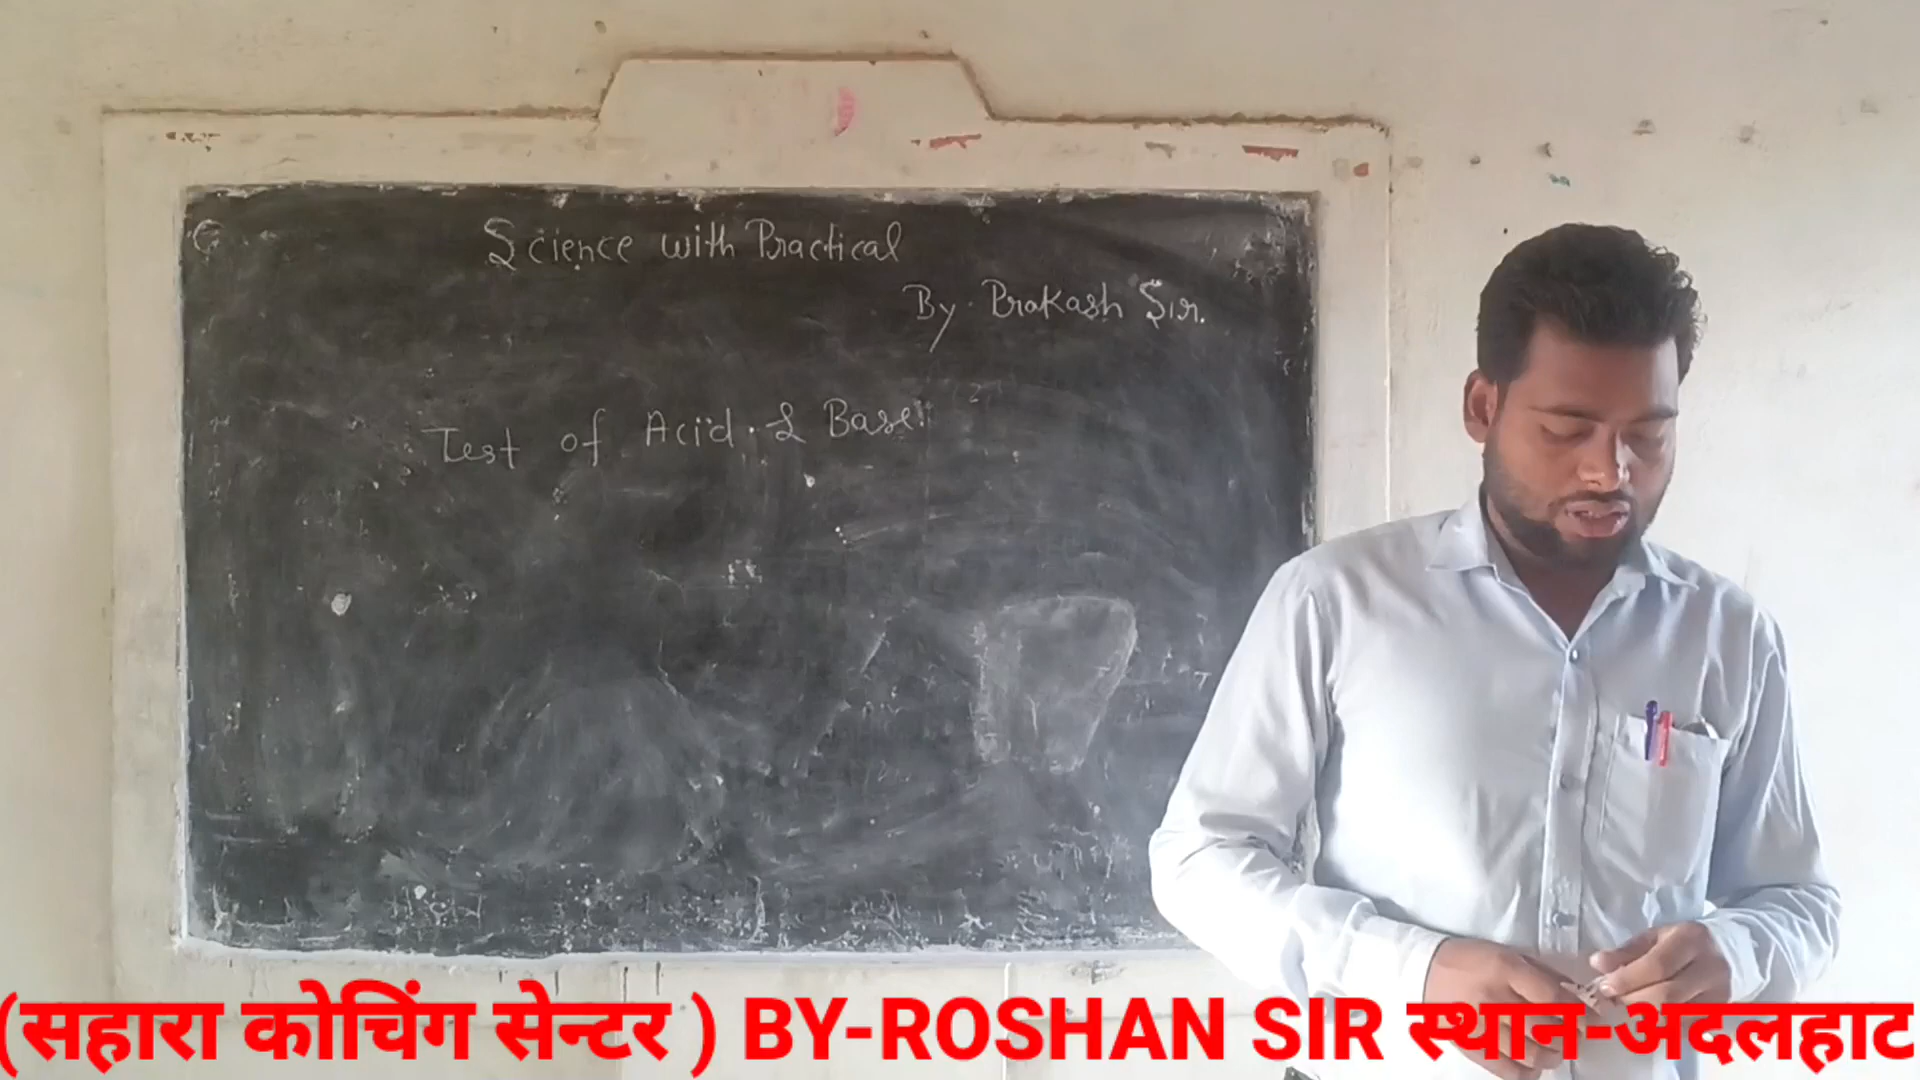 Science with Practical
By. Prakash Sir.
Test of Acid & Base!
(सहारा कोचिंग सेन्टर ) BY-ROSHAN SIR स्थान-अदलहाट